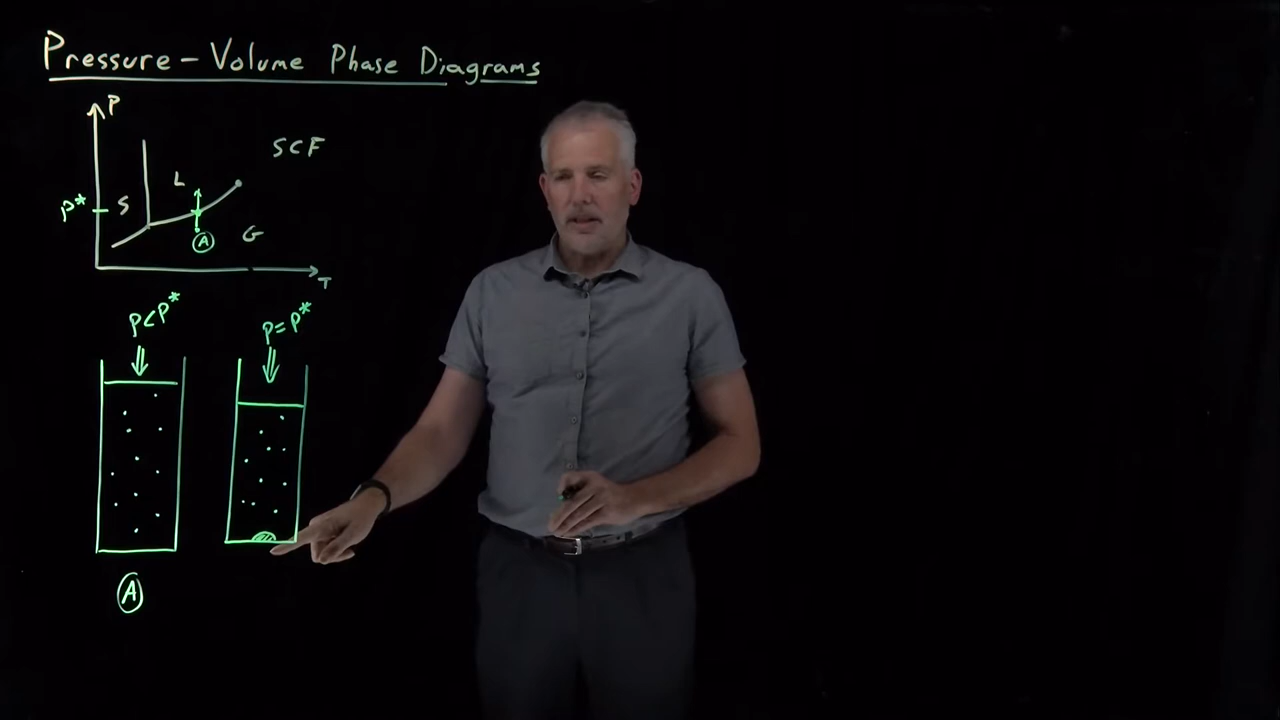 Pressure - Volume Phase Diagrams
P
SCF
L
P* S
A G
T
P<P* P=P*
A